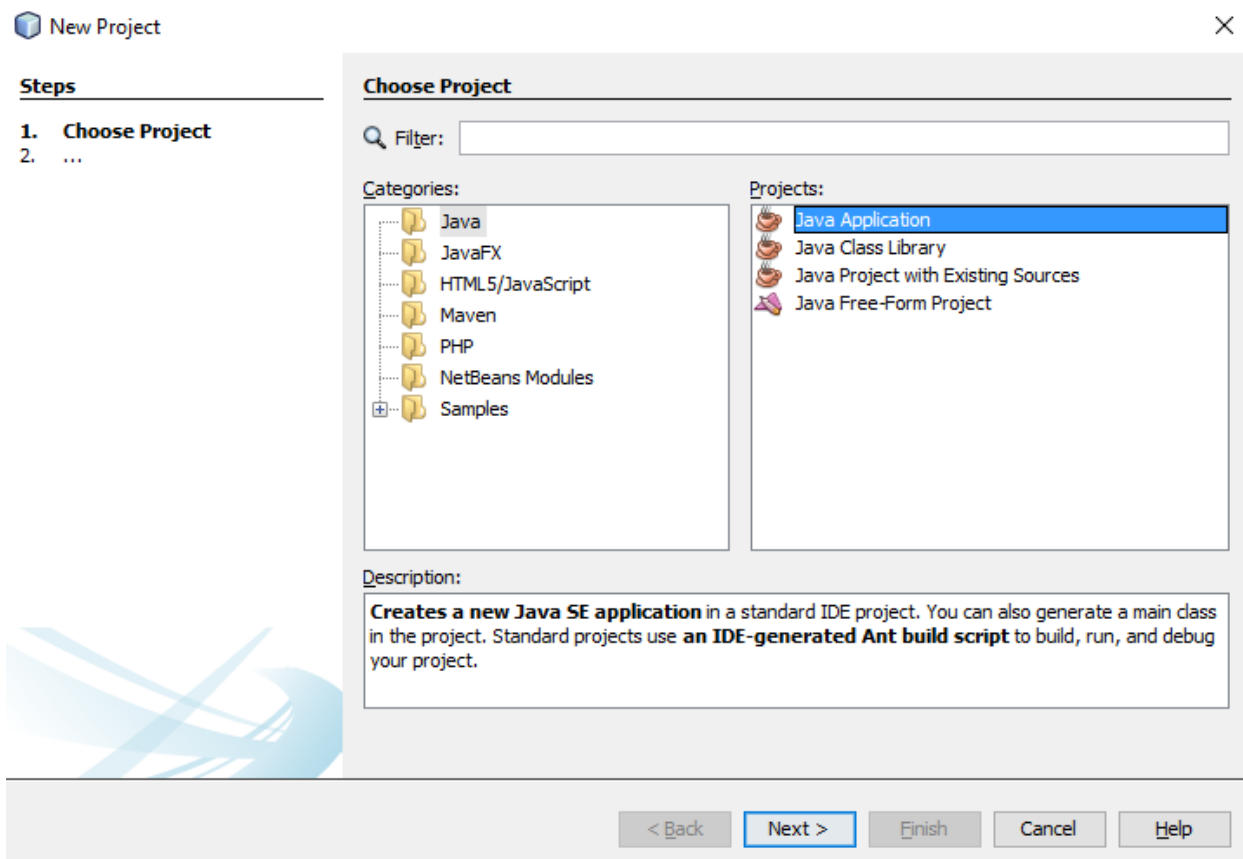 New Project
Steps
1. Choose Project
2. ...
Choose Project
Filter:
Categories:
Java
JavaFX
HTML5/JavaScript
Maven
PHP
NetBeans Modules
Samples
Projects:
Java Application
Java Class Library
Java Project with Existing Sources
Java Free-Form Project
Description:
Creates a new Java SE application in a standard IDE project. You can also generate a main class
in the project. Standard projects use an IDE-generated Ant build script to build, run, and debug
your project.
< Back
Next >
Finish
Cancel
Help